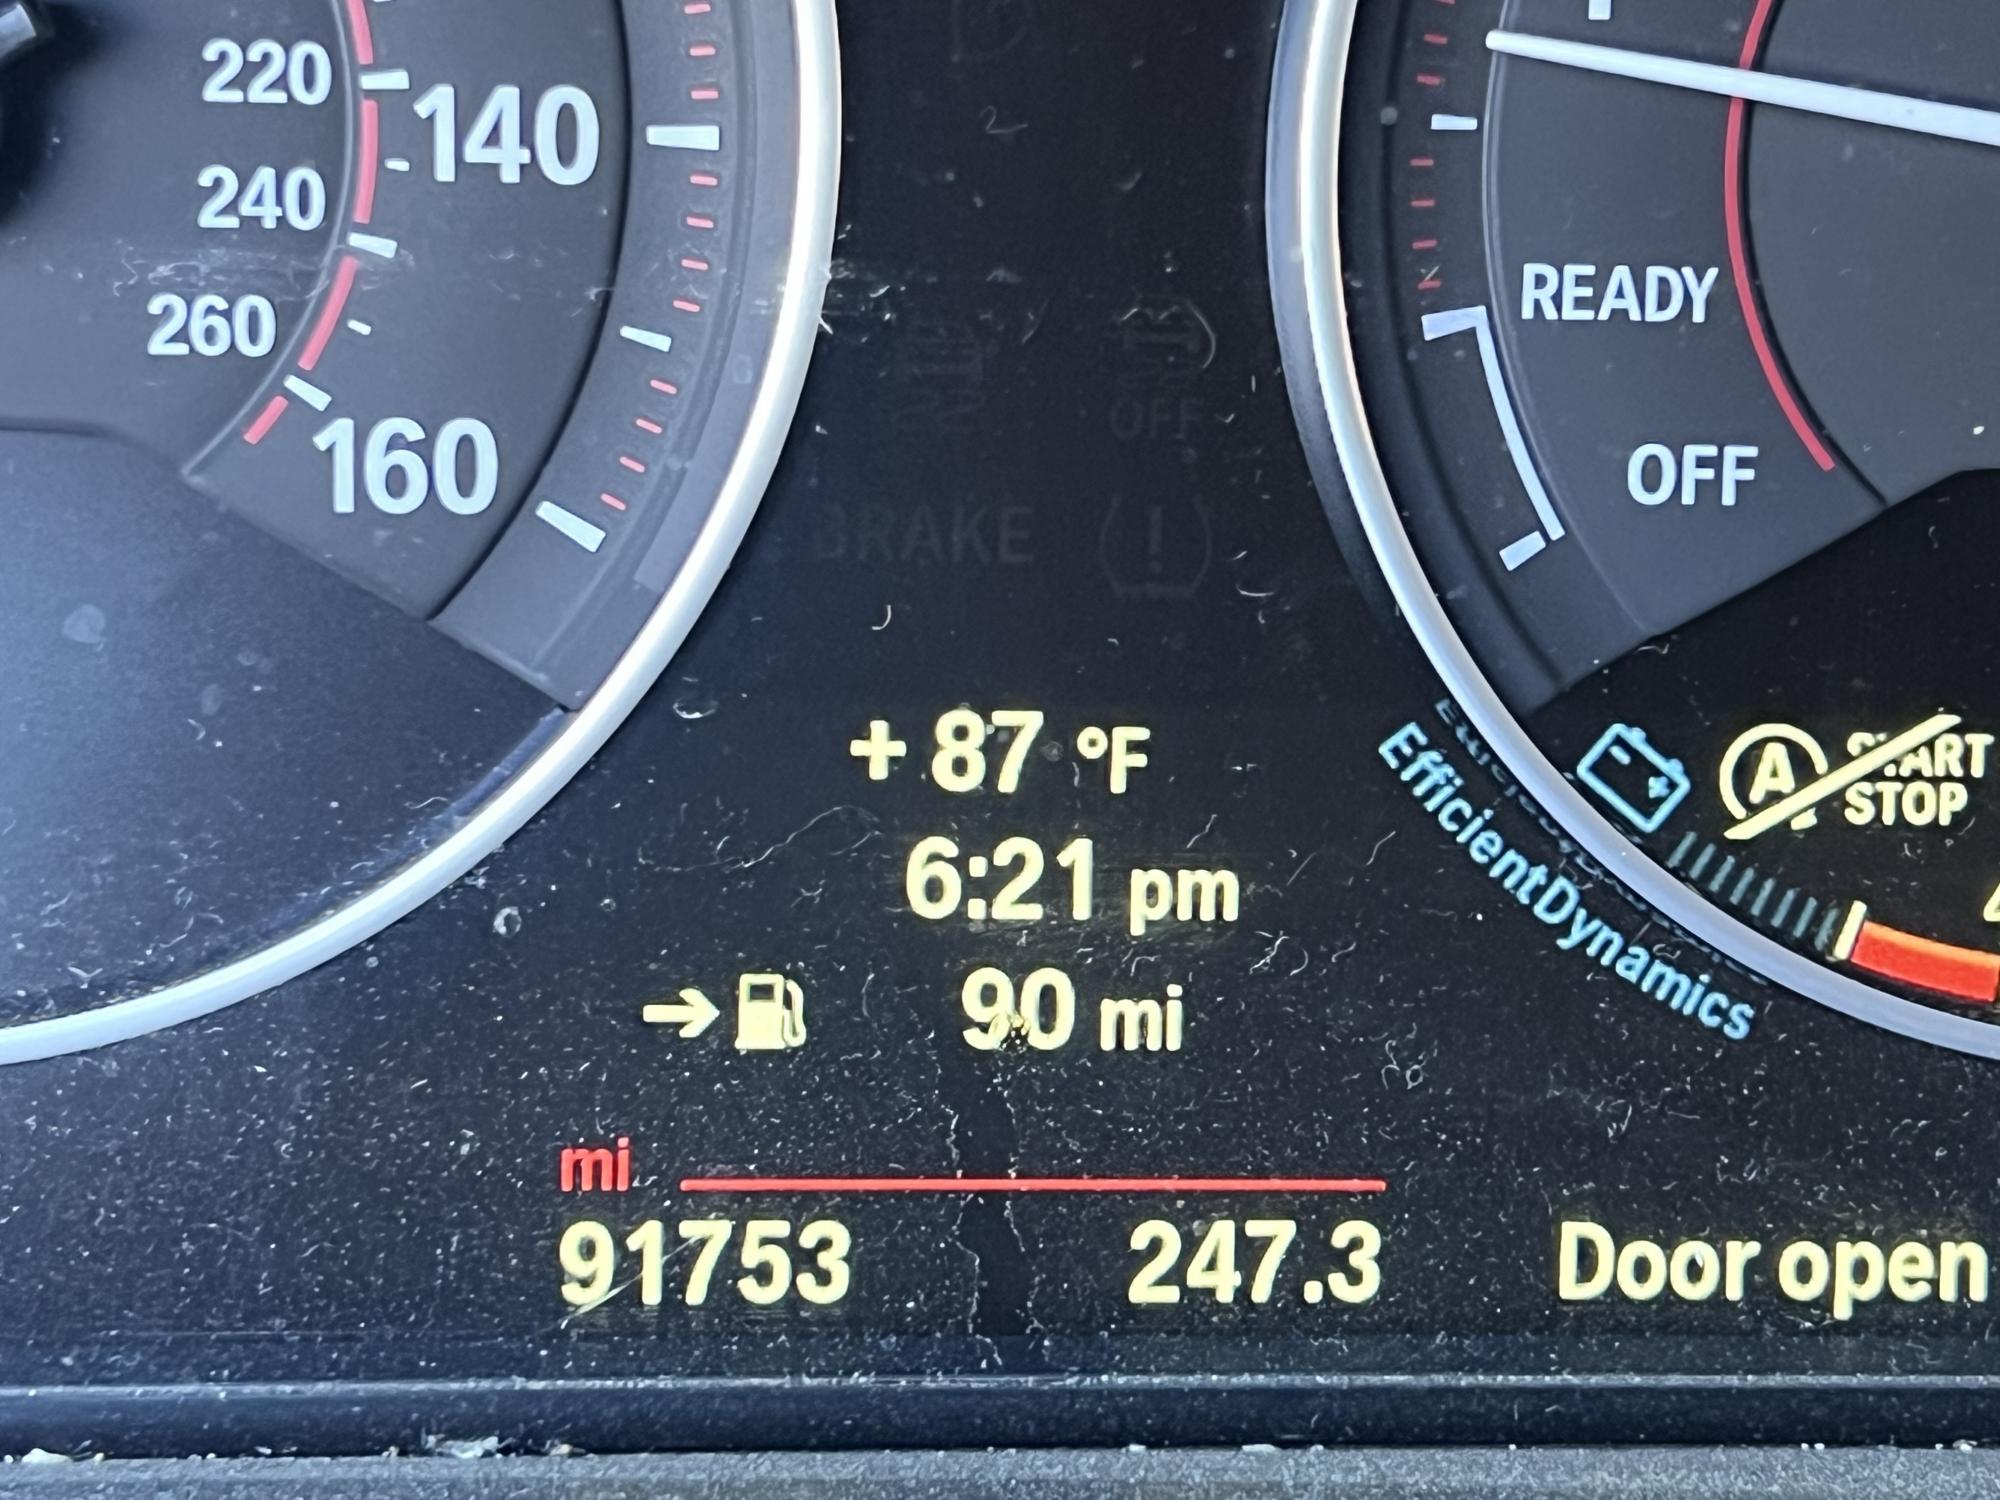 220
140
240
260
160
READY
OFF
OFF
BRAKE
+ 87 °F
START
STOP
6:21 pm
EfficientDynamics
90 mi
mi
91753 247.3
Door open